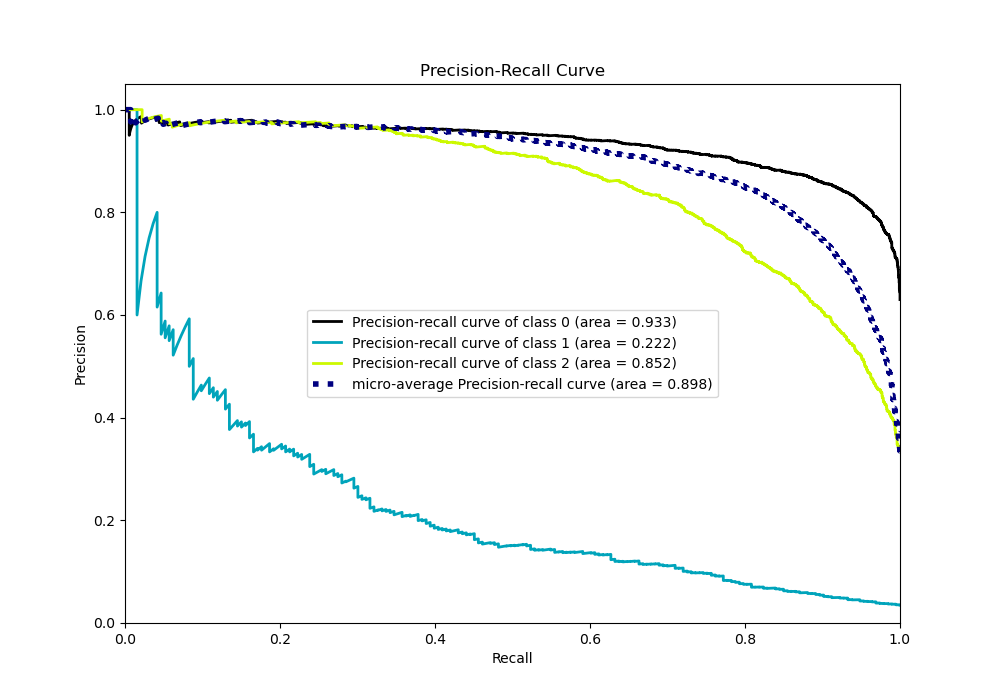 Precision-Recall Curve
1.0
0.8
0.6
0.4
0.2
0.0
Precision
Precision-recall curve of class 0 (area = 0.933)
Precision-recall curve of class 1 (area = 0.222)
Precision-recall curve of class 2 (area = 0.852)
micro-average Precision-recall curve (area = 0.898)
0.0 0.2 0.4 0.6 0.8 1.0
Recall